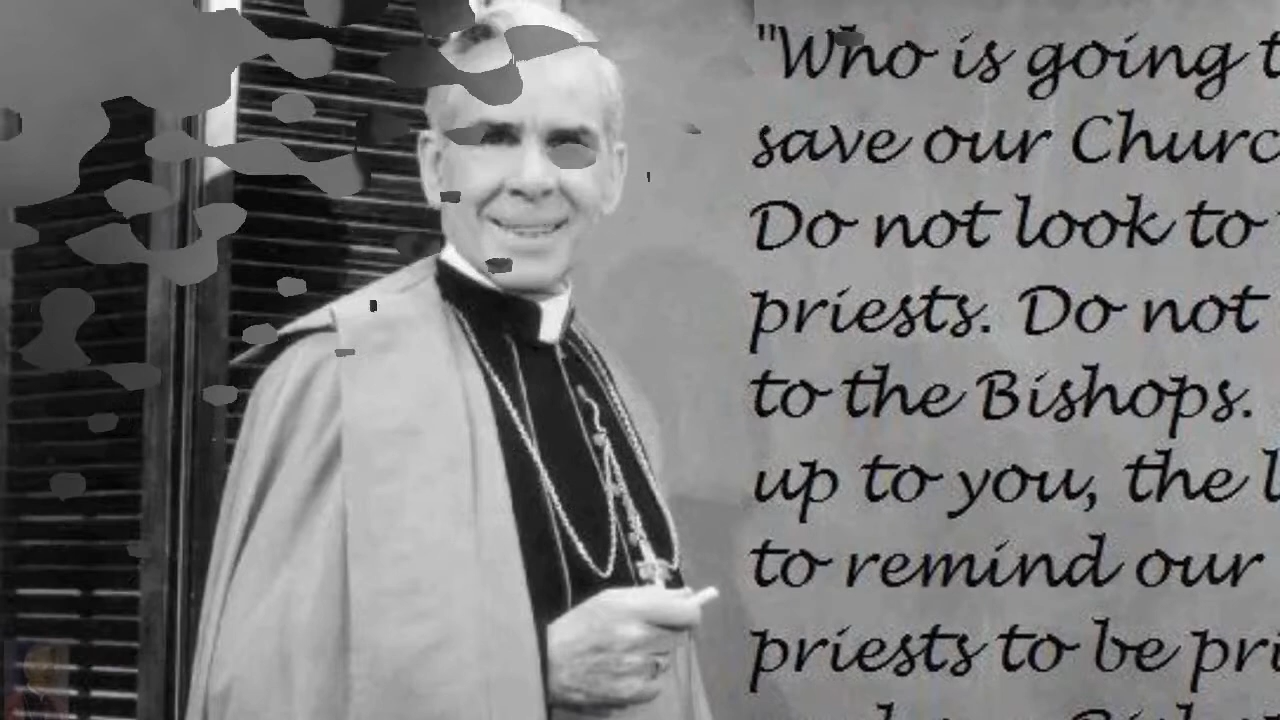 "Who is going t
save our Churc
Do not look to
priests. Do not
to the Bishops.
up to you, the l
to remind our
priests to be pri